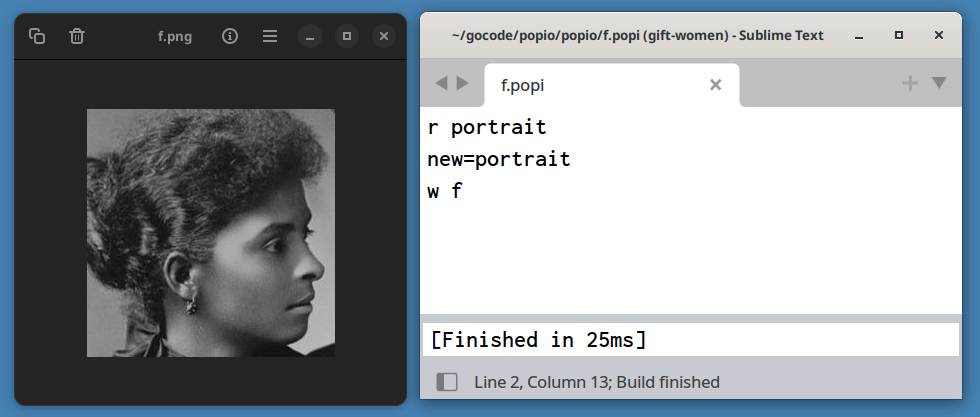 f.png
~/gocode/popio/popio/f.popi (gift-women) - Sublime Text
f.popi
r portrait
new=portrait
w f
[Finished in 25ms]
Line 2, Column 13; Build finished